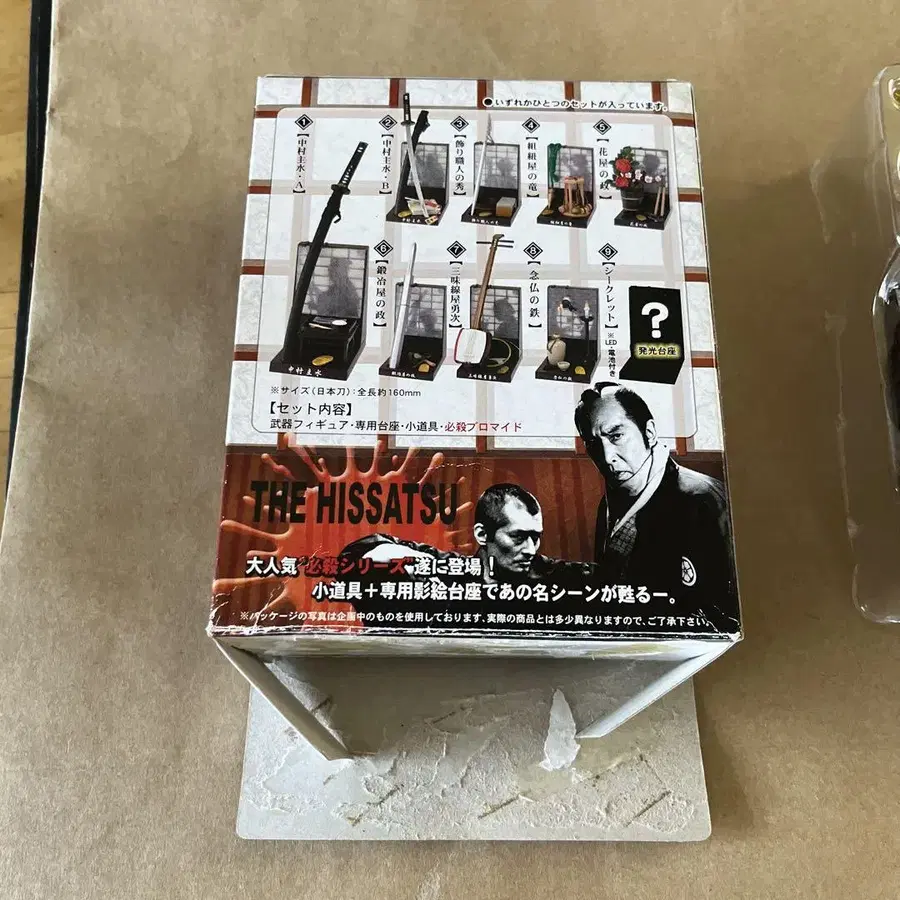 ●いずれかひとつのセットが入っています。
①【中村主水・A】
②【中村主水・B】
③【飾り職人の秀】
④【組紐屋の竜】
⑤【花屋の政】
⑥【鍛冶屋の政】
⑦【三味線屋勇次】
⑧【念仏の鉄】
⑨【シークレット】※LED・電池付き
?
発光台座
中村主水
※サイズ(日本刀):全長約160mm
【セット内容】
武器フィギュア・専用台座・小道具・必殺ブロマイド
THE HISSATSU
大人気"必殺シリーズ"遂に登場!
小道具+専用影絵台座であの名シーンが甦るー。
※パッケージの写真は企画中のものを使用しております。実際の商品とは多少異なりますので、ご了承下さい。